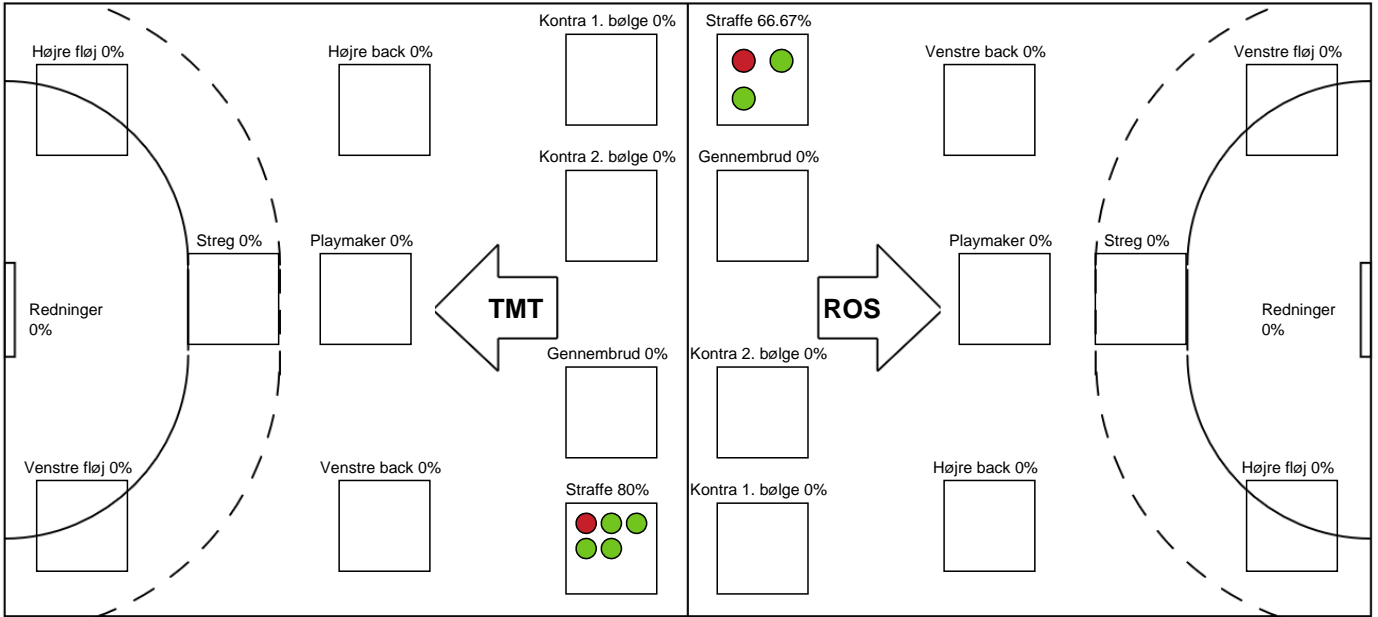 Kontra 1. bølge 0%
Straffe 66.67%
Højre fløj 0%
Højre back 0%
Venstre back 0%
Venstre fløj 0%
Kontra 2. bølge 0%
Gennembrud 0%
Streg 0%
Playmaker 0%
Playmaker 0%
Streg 0%
Redninger
0%
TMT
ROS
Redninger
0%
Gennembrud 0%
Kontra 2. bølge 0%
Venstre fløj 0%
Venstre back 0%
Højre back 0%
Højre fløj 0%
Straffe 80%
Kontra 1. bølge 0%